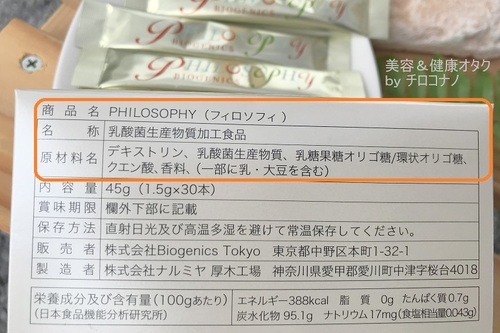 PHILOSOPHY
BIOGENICS
PHILOSOPHY
BIOGENICS
美容&健康オタク
by チロコナノ
商品名 PHILOSOPHY（フィロソフィ）
名称 乳酸菌生産物質加工食品
原材料名 デキストリン、乳酸菌生産物質、乳糖果糖オリゴ糖/環状オリゴ糖、
クエン酸、香料、（一部に乳・大豆を含む）
内容量 45g（1.5g×30本）
賞味期限 欄外下部に記載
保存方法 直射日光及び高温多湿を避けて常温保存してください。
販売者 株式会社Biogenics Tokyo 東京都中野区本町1-32-1
製造者 株式会社ナルミヤ 厚木工場 神奈川県愛甲郡愛川町中津字桜台4018
栄養成分及び含有量（100gあたり）
（日本食品機能分析研究所）
エネルギー388kcal 脂質 0g たんぱく質0.7g
炭水化物 95.1g ナトリウム17mg（食塩相当量0.043g）